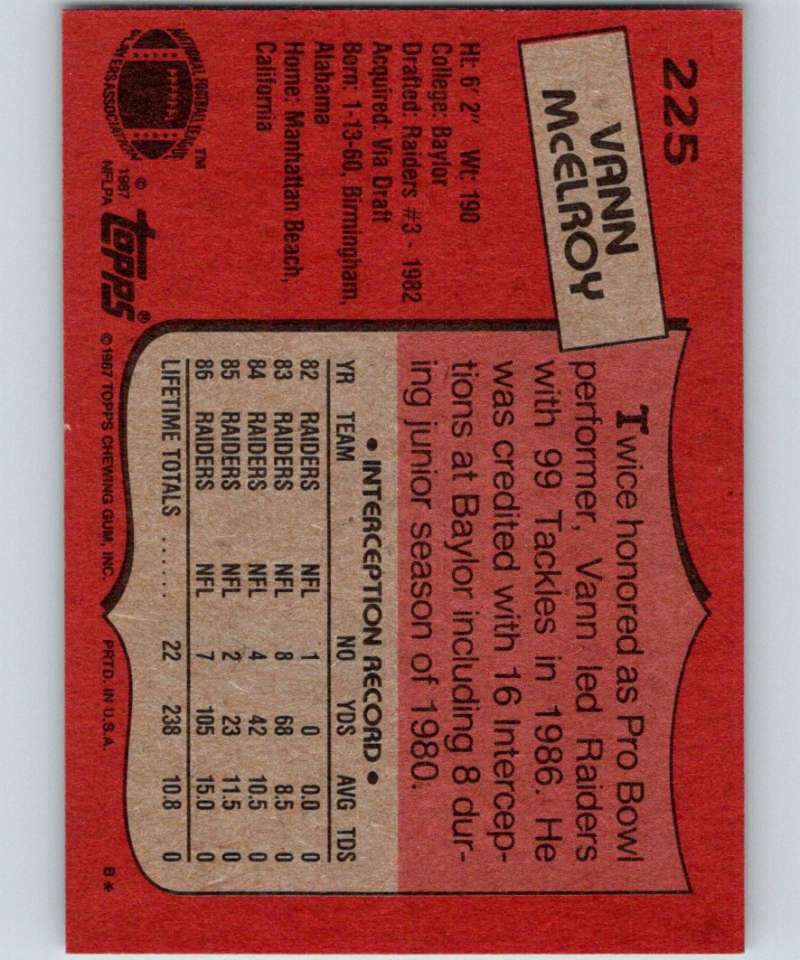 225
VANN
McELROY
Ht: 6' 2" Wt: 190
College: Baylor
Drafted: Raiders #3 - 1982
Acquired: Via Draft
Born: 1-13-60, Birmingham,
Alabama
Home: Manhattan Beach,
California
NATIONAL FOOTBALL LEAGUE
PLAYERS ASSOCIATION
™
© 1987
NFLPA
topps®
Twice honored as Pro Bowl
performer, Vann led Raiders
with 99 Tackles in 1986. He
was credited with 16 Intercep-
tions at Baylor including 8 dur-
ing junior season of 1980.
• INTERCEPTION RECORD •
YR TEAM NO YDS AVG TDS
82 RAIDERS NFL 1 0 0.0 0
83 RAIDERS NFL 8 68 8.5 0
84 RAIDERS NFL 4 42 10.5 0
85 RAIDERS NFL 2 23 11.5 0
86 RAIDERS NFL 7 105 15.0 0
LIFETIME TOTALS ...... 22 238 10.8 0
© 1987 TOPPS CHEWING GUM, INC. PRTD. IN U.S.A. B*